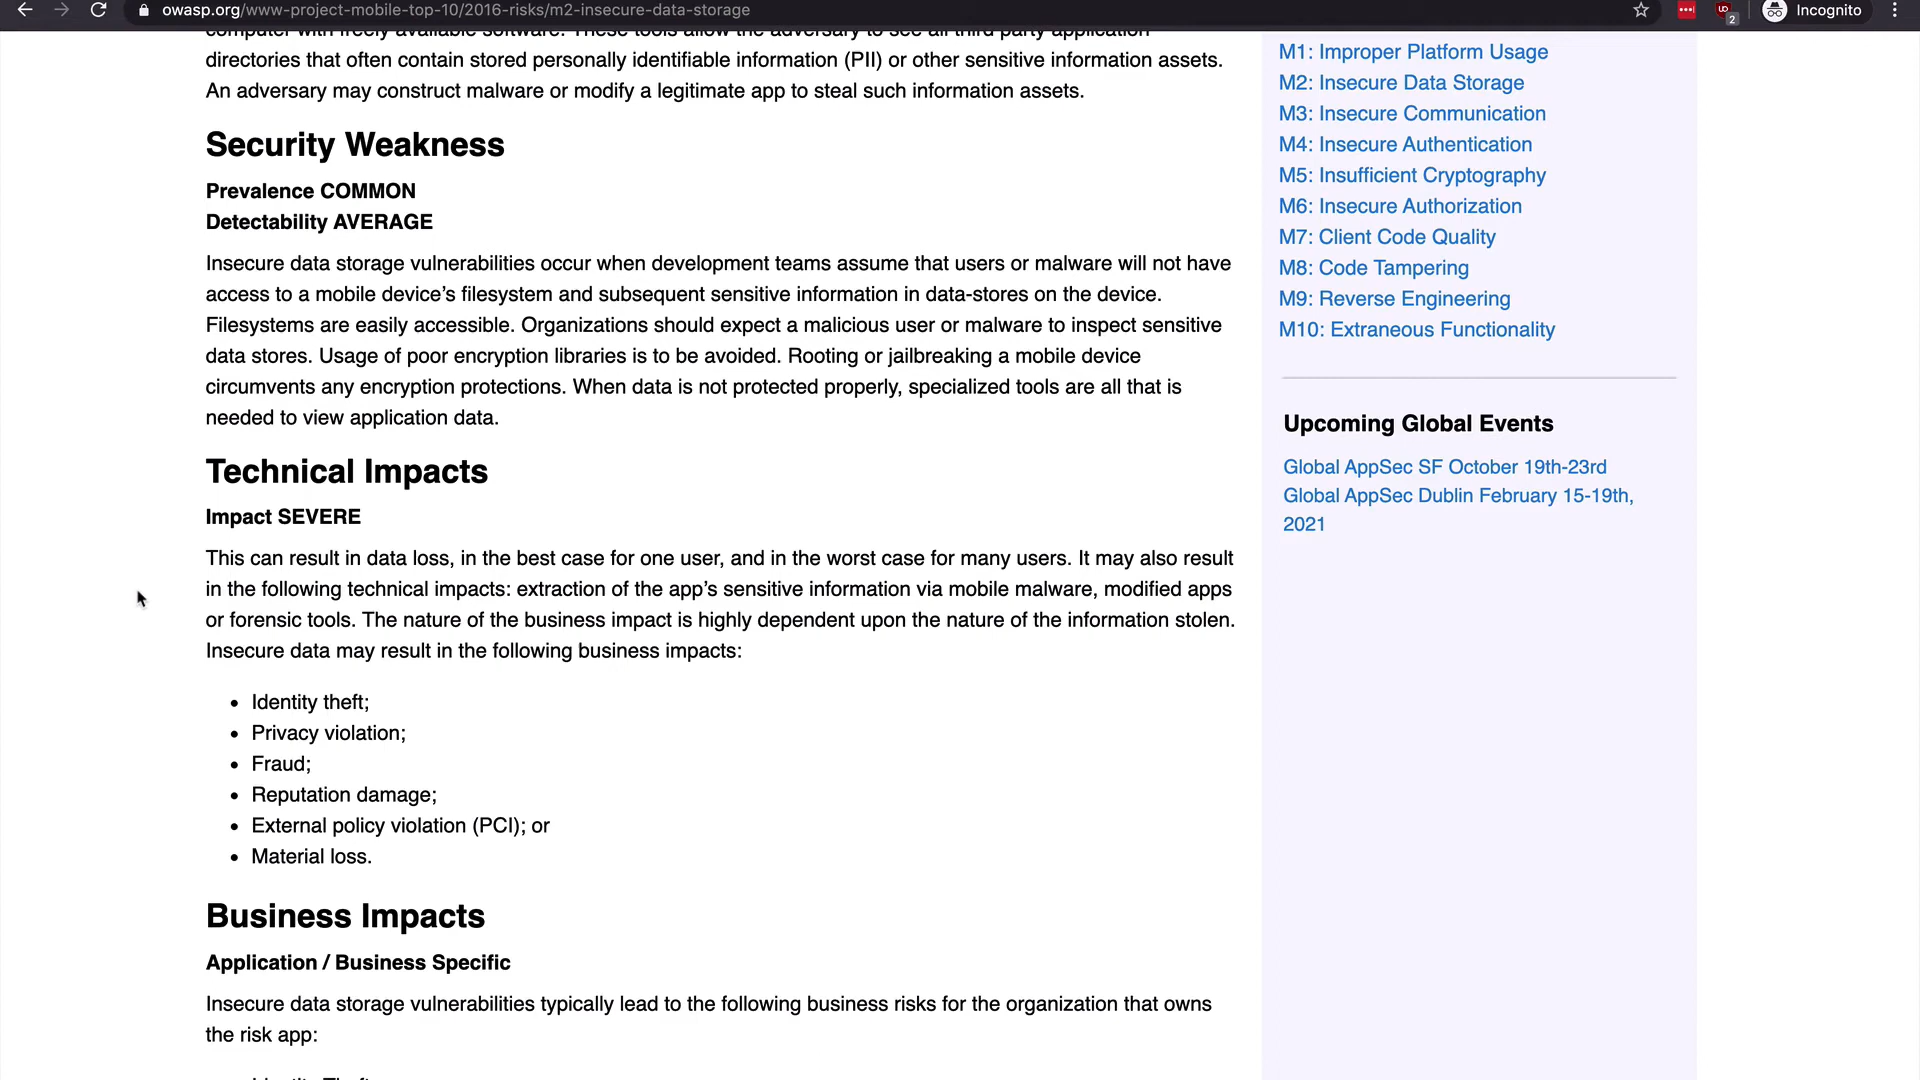 owasp.org/www-project-mobile-top-10/2016-risks/m2-insecure-data-storage
2
Incognito
computer with freely available software. These tools allow the adversary to see all third party application
directories that often contain stored personally identifiable information (PII) or other sensitive information assets.
An adversary may construct malware or modify a legitimate app to steal such information assets.
Security Weakness
Prevalence COMMON
Detectability AVERAGE
Insecure data storage vulnerabilities occur when development teams assume that users or malware will not have
access to a mobile device’s filesystem and subsequent sensitive information in data-stores on the device.
Filesystems are easily accessible. Organizations should expect a malicious user or malware to inspect sensitive
data stores. Usage of poor encryption libraries is to be avoided. Rooting or jailbreaking a mobile device
circumvents any encryption protections. When data is not protected properly, specialized tools are all that is
needed to view application data.
Technical Impacts
Impact SEVERE
This can result in data loss, in the best case for one user, and in the worst case for many users. It may also result
in the following technical impacts: extraction of the app’s sensitive information via mobile malware, modified apps
or forensic tools. The nature of the business impact is highly dependent upon the nature of the information stolen.
Insecure data may result in the following business impacts:
• Identity theft;
• Privacy violation;
• Fraud;
• Reputation damage;
• External policy violation (PCI); or
• Material loss.
Business Impacts
Application / Business Specific
Insecure data storage vulnerabilities typically lead to the following business risks for the organization that owns
the risk app:
M1: Improper Platform Usage
M2: Insecure Data Storage
M3: Insecure Communication
M4: Insecure Authentication
M5: Insufficient Cryptography
M6: Insecure Authorization
M7: Client Code Quality
M8: Code Tampering
M9: Reverse Engineering
M10: Extraneous Functionality
Upcoming Global Events
Global AppSec SF October 19th-23rd
Global AppSec Dublin February 15-19th,
2021